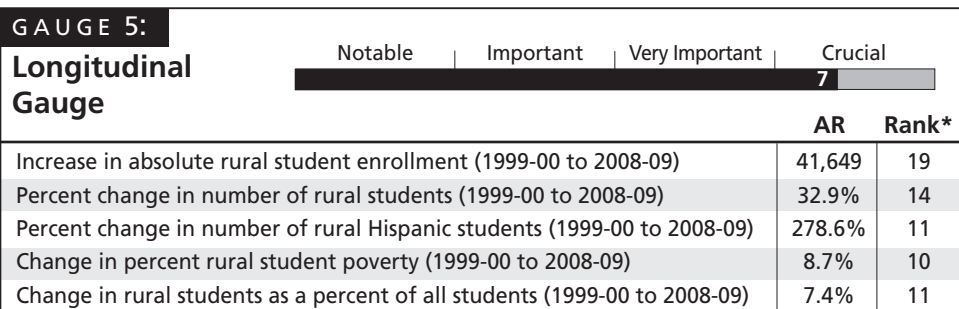 GAUGE 5:
Longitudinal
Gauge
Notable Important Very Important Crucial
7
AR Rank*
Increase in absolute rural student enrollment (1999-00 to 2008-09) 41,649 19
Percent change in number of rural students (1999-00 to 2008-09) 32.9% 14
Percent change in number of rural Hispanic students (1999-00 to 2008-09) 278.6% 11
Change in percent rural student poverty (1999-00 to 2008-09) 8.7% 10
Change in rural students as a percent of all students (1999-00 to 2008-09) 7.4% 11